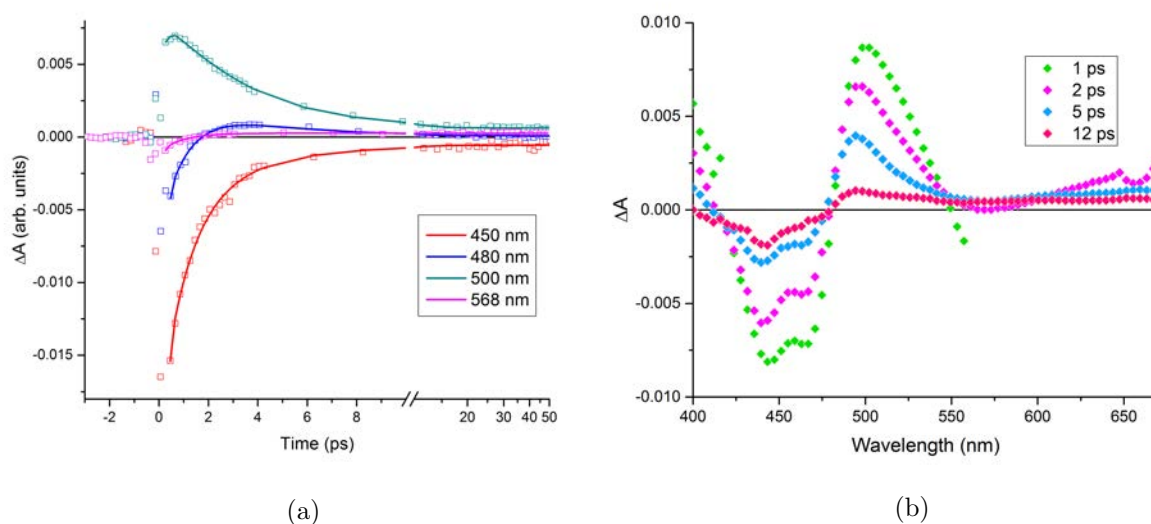 0.005
0.000
-0.005
-0.010
-0.015
ΔA (arb. units)
450 nm
480 nm
500 nm
568 nm
-2 0 2 4 6 8 20 30 40 50
Time (ps)
(a)
0.010
0.005
0.000
-0.005
-0.010
ΔA
1 ps
2 ps
5 ps
12 ps
400 450 500 550 600 650
Wavelength (nm)
(b)